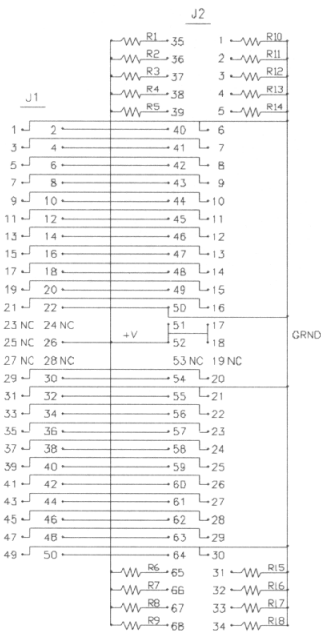 J2
R1 35 1 R10
R2 36 2 R11
R3 37 3 R12
R4 38 4 R13
J1
R5 39 5 R14
1 2 40 6
3 4 41 7
5 6 42 8
7 8 43 9
9 10 44 10
11 12 45 11
13 14 46 12
15 16 47 13
17 18 48 14
19 20 49 15
21 22 50 16
23 NC 24 NC 51 17
+V GRND
25 NC 26 52 18
27 NC 28 NC 53 NC 19 NC
29 30 54 20
31 32 55 21
33 34 56 22
35 36 57 23
37 38 58 24
39 40 59 25
41 42 60 26
43 44 61 27
45 46 62 28
47 48 63 29
49 50 64 30
R6 65 31 R15
R7 66 32 R16
R8 67 33 R17
R9 68 34 R18